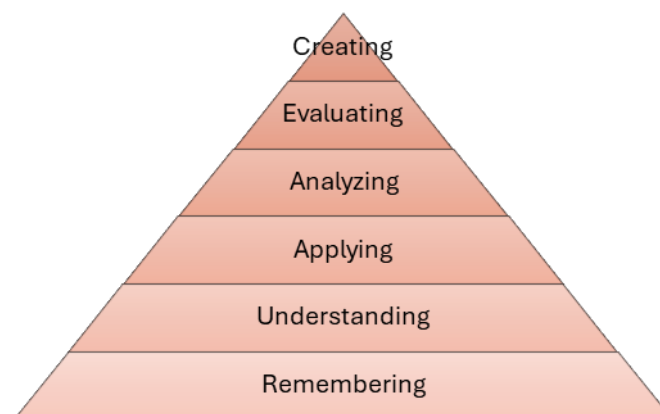 Creating
Evaluating
Analyzing
Applying
Understanding
Remembering